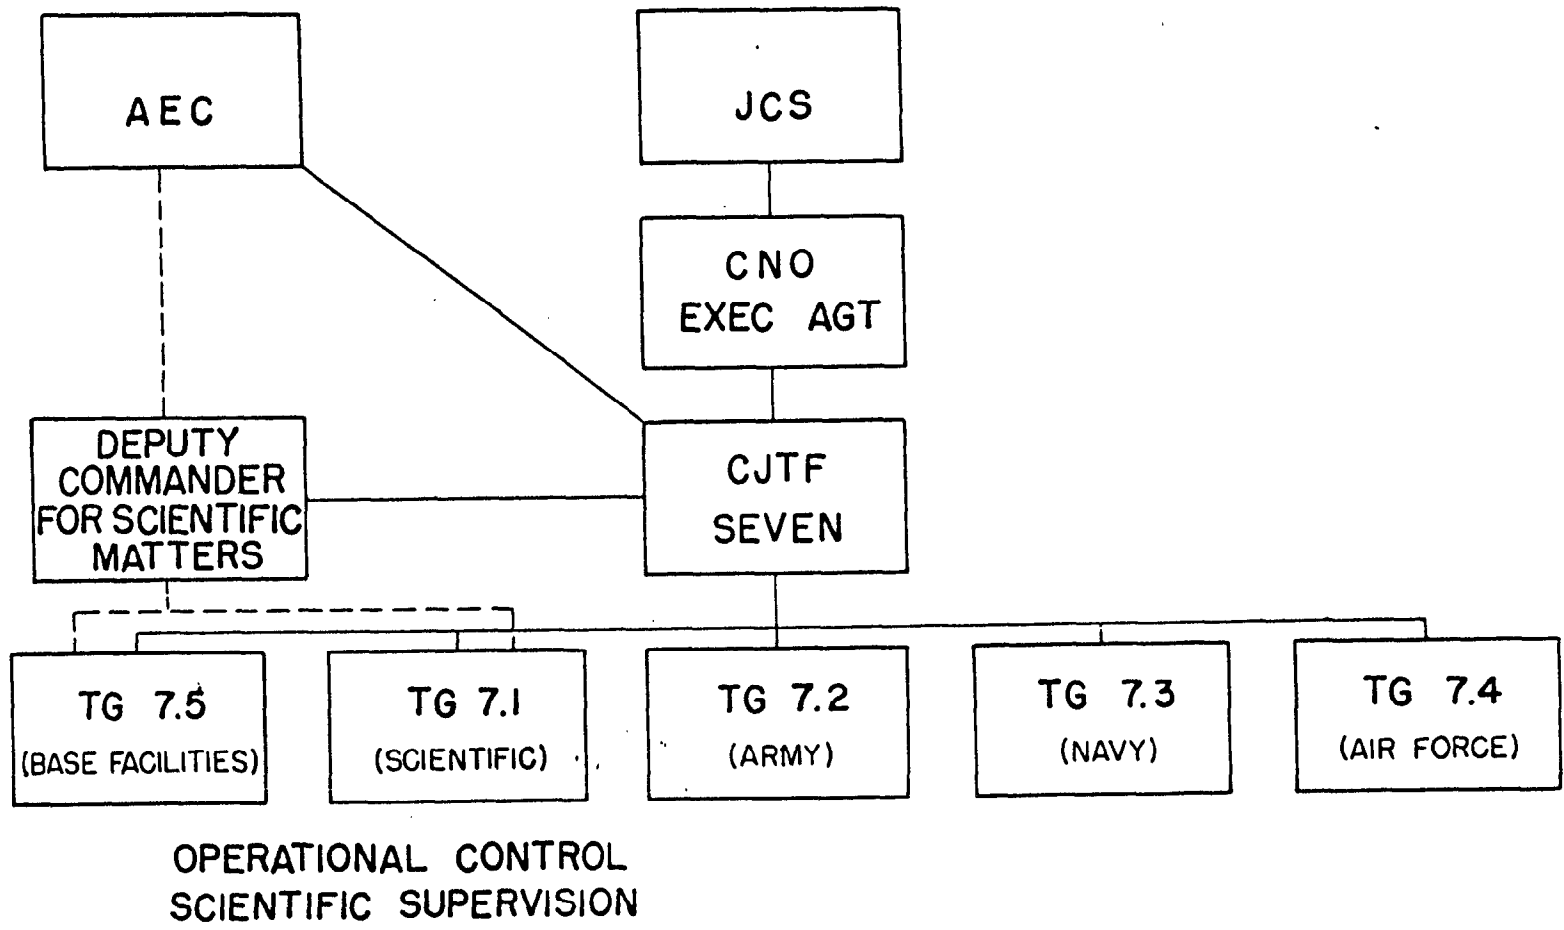 AEC
JCS
CNO
EXEC AGT
DEPUTY
COMMANDER
FOR SCIENTIFIC
MATTERS
CJTF
SEVEN
TG 7.5
(BASE FACILITIES)
TG 7.1
(SCIENTIFIC)
TG 7.2
(ARMY)
TG 7.3
(NAVY)
TG 7.4
(AIR FORCE)
OPERATIONAL CONTROL
SCIENTIFIC SUPERVISION